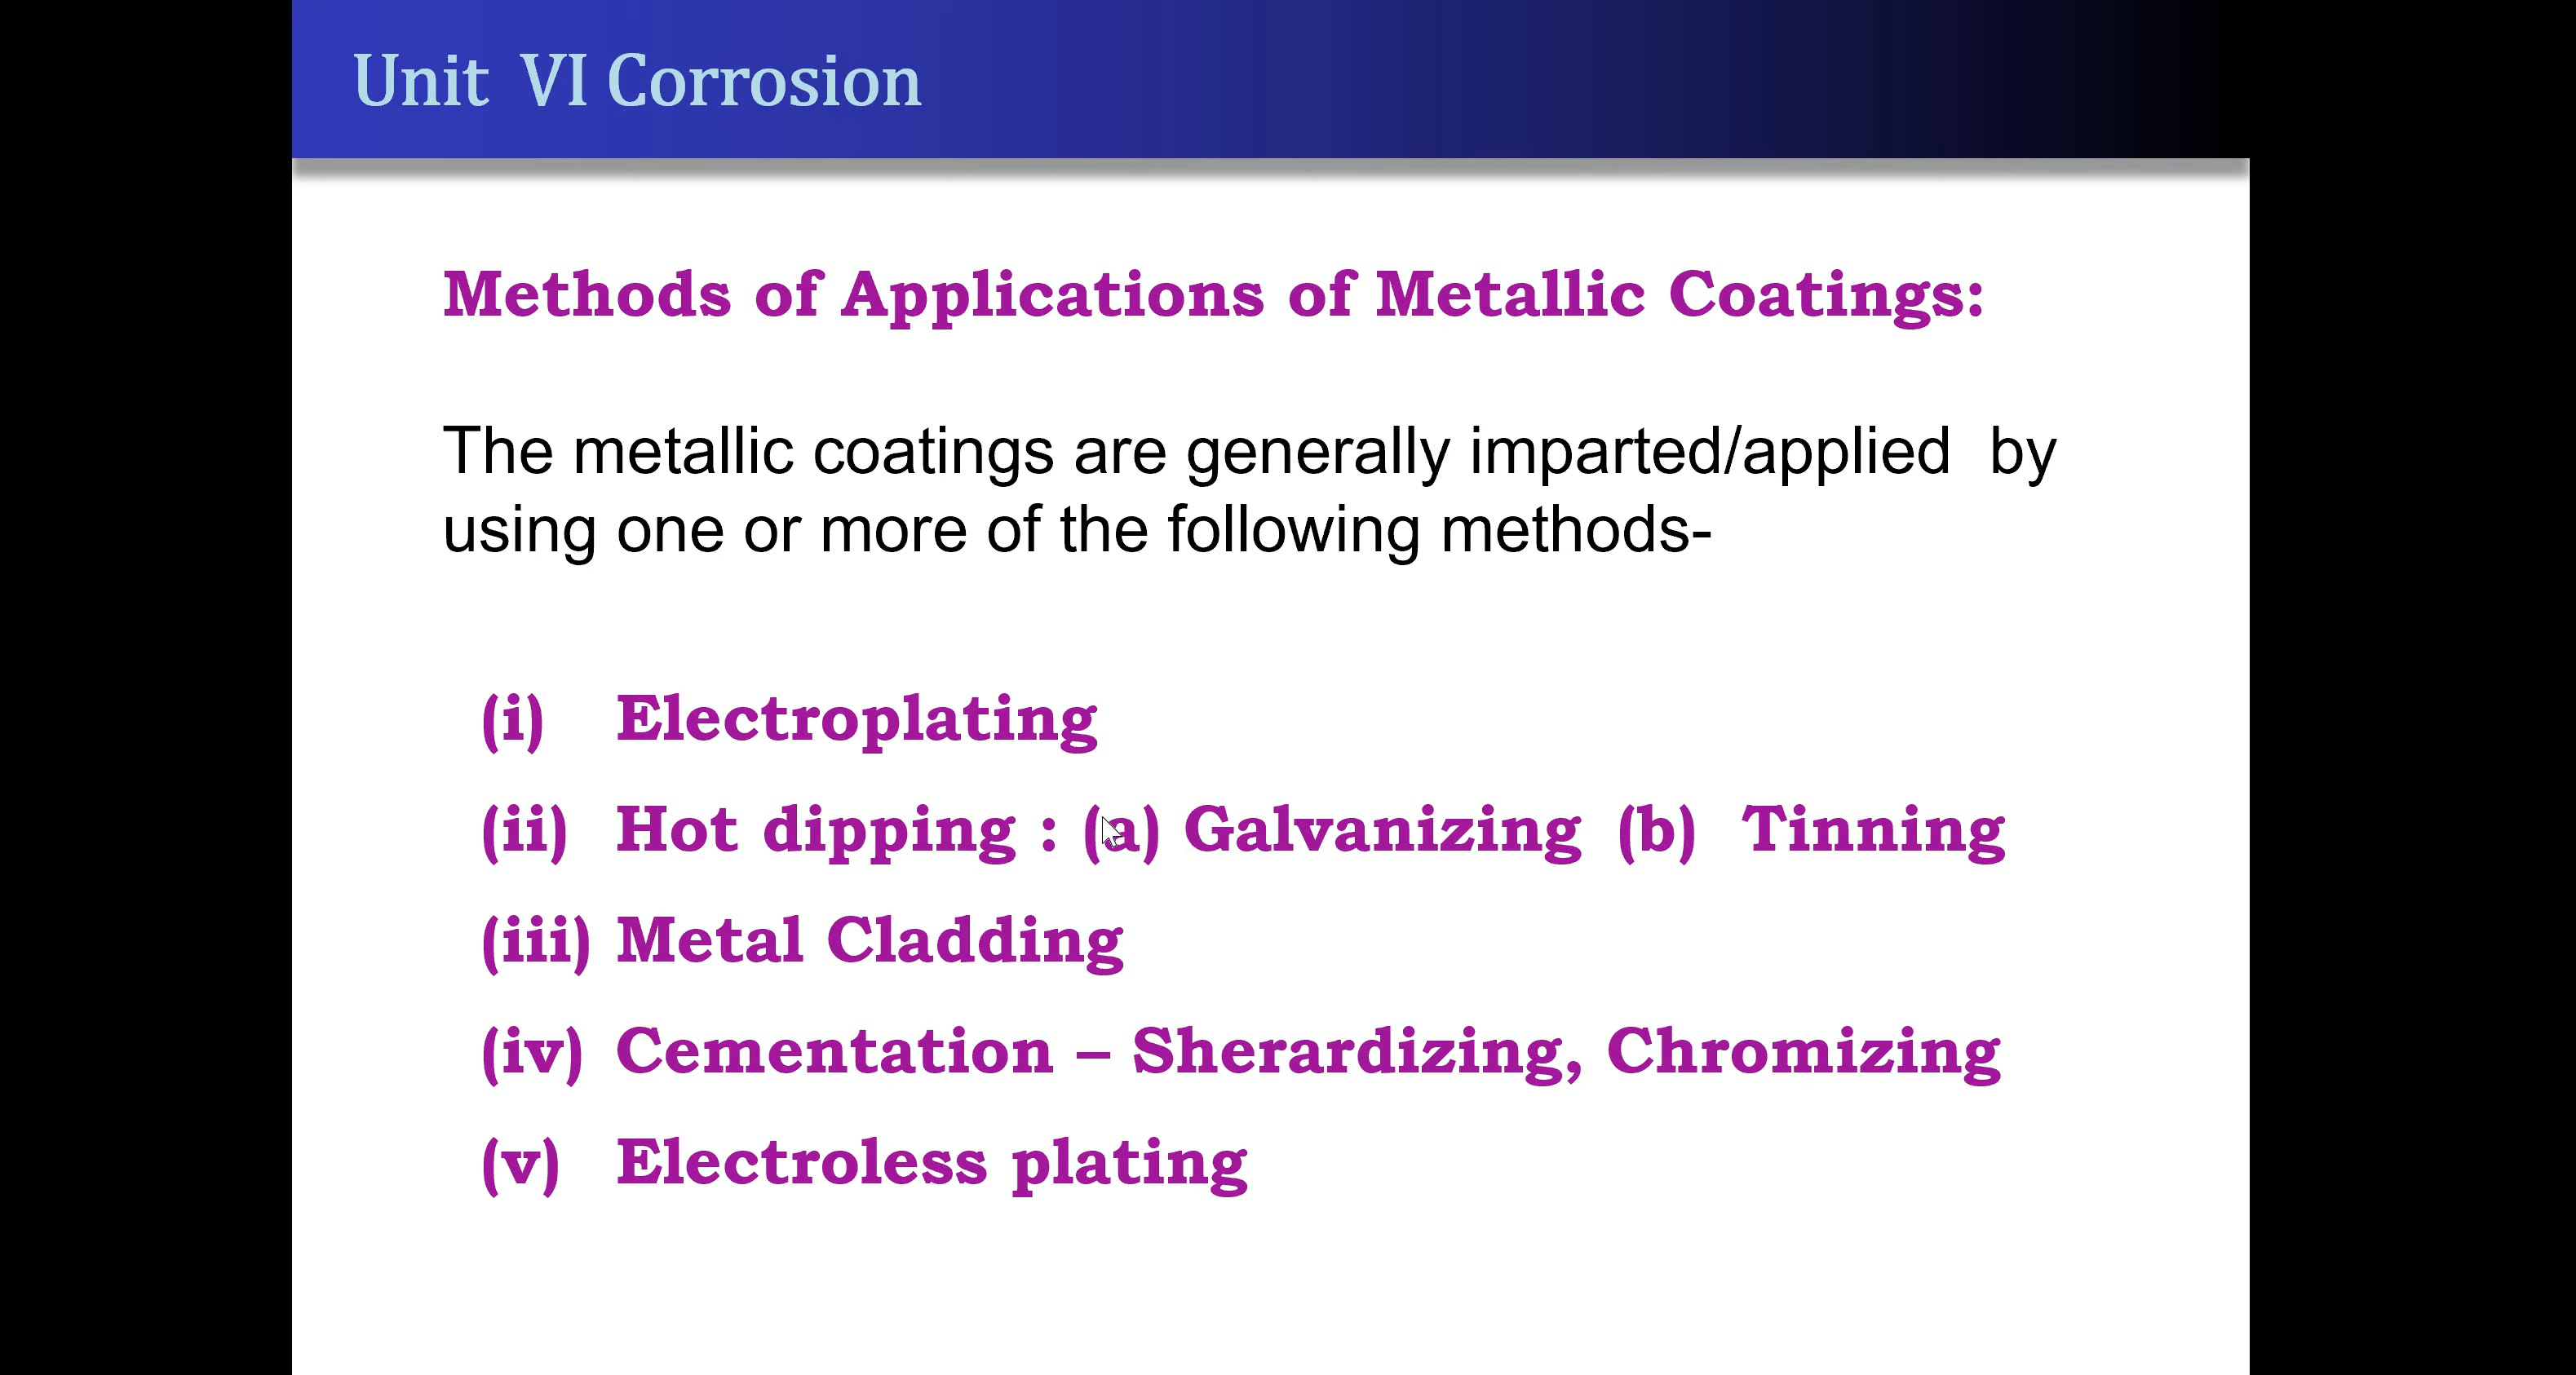 Unit VI Corrosion
Methods of Applications of Metallic Coatings:
The metallic coatings are generally imparted/applied by
using one or more of the following methods-
(i) Electroplating
(ii) Hot dipping : (a) Galvanizing (b) Tinning
(iii) Metal Cladding
(iv) Cementation – Sherardizing, Chromizing
(v) Electroless plating